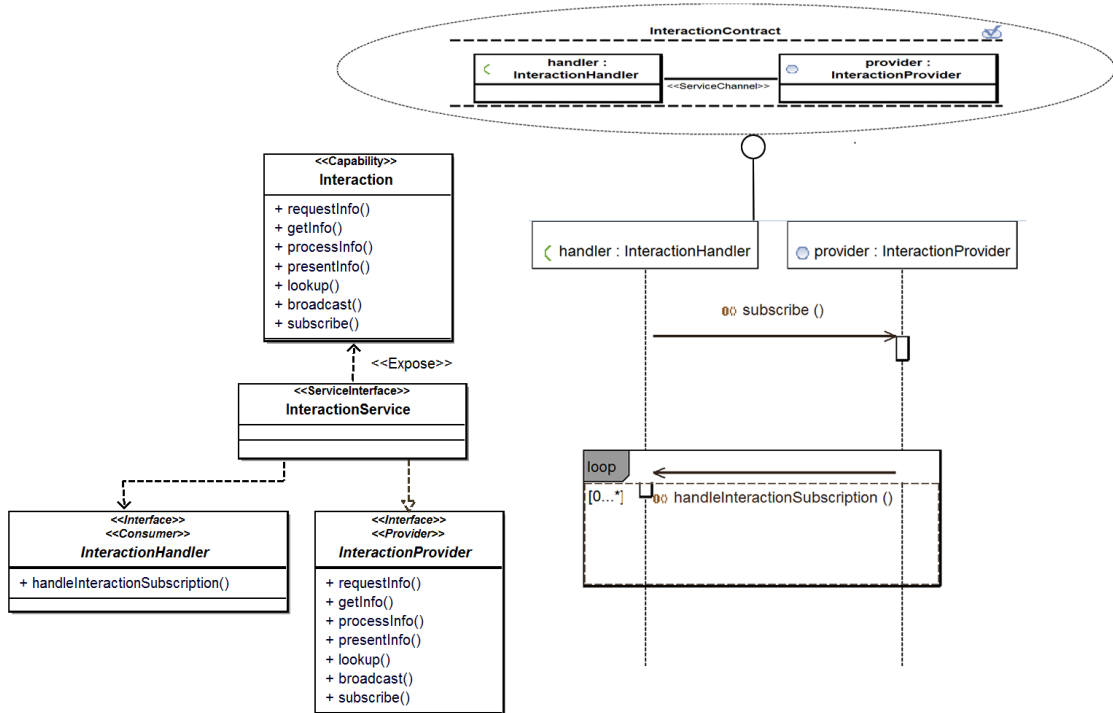 InteractionContract
handler :
InteractionHandler
<<ServiceChannel>>
provider :
InteractionProvider
<<Capability>>
Interaction
+ requestInfo()
+ getInfo()
+ processInfo()
+ presentInfo()
+ lookup()
+ broadcast()
+ subscribe()
<<Expose>>
<<ServiceInterface>>
InteractionService
<<Interface>>
<<Consumer>>
InteractionHandler
+ handleInteractionSubscription()
<<Interface>>
<<Provider>>
InteractionProvider
+ requestInfo()
+ getInfo()
+ processInfo()
+ presentInfo()
+ lookup()
+ broadcast()
+ subscribe()
handler : InteractionHandler
provider : InteractionProvider
subscribe ()
loop
[0...*]
handleInteractionSubscription ()